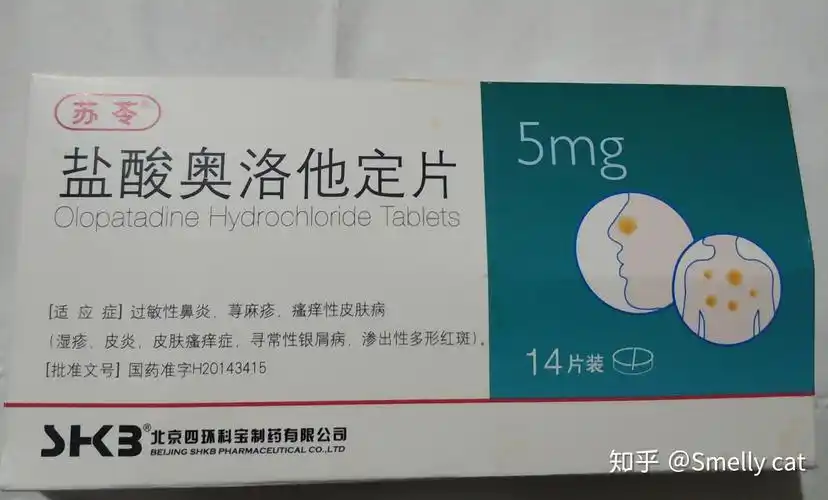 苏苓®
盐酸奥洛他定片
Olopatadine Hydrochloride Tablets
5mg
[适 应 症] 过敏性鼻炎、荨麻疹、瘙痒性皮肤病
(湿疹、皮炎、皮肤瘙痒症、寻常性银屑病、渗出性多形红斑)。
[批准文号] 国药准字H20143415
14片装
SHKB® 北京四环科宝制药有限公司
BEIJING SHKB PHARMACEUTICAL CO.,LTD
知乎 @Smelly cat